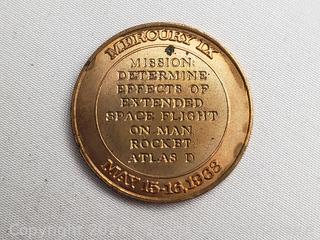 MERCURY IX
MISSION:
DETERMINE
EFFECTS OF
EXTENDED
SPACE FLIGHT
ON MAN
ROCKET
ATLAS D
MAY 15-16, 1963